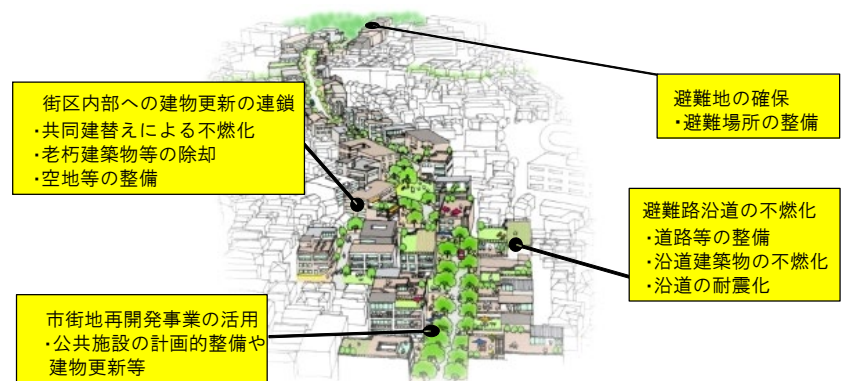 街区内部への建物更新の連鎖
・共同建替えによる不燃化
・老朽建築物等の除却
・空地等の整備
避難地の確保
・避難場所の整備
避難路沿道の不燃化
・道路等の整備
・沿道建築物の不燃化
・沿道の耐震化
市街地再開発事業の活用
・公共施設の計画的整備や
建物更新等